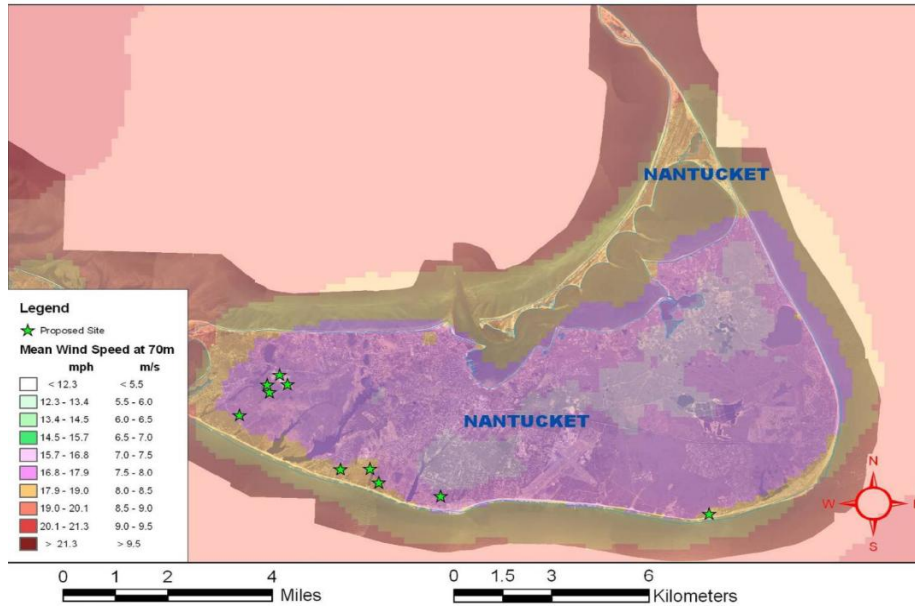 NANTUCKET
NANTUCKET
Legend
Proposed Site
Mean Wind Speed at 70m
mph m/s
< 12.3 < 5.5
12.3 - 13.4 5.5 - 6.0
13.4 - 14.5 6.0 - 6.5
14.5 - 15.7 6.5 - 7.0
15.7 - 16.8 7.0 - 7.5
16.8 - 17.9 7.5 - 8.0
17.9 - 19.0 8.0 - 8.5
19.0 - 20.1 8.5 - 9.0
20.1 - 21.3 9.0 - 9.5
> 21.3 > 9.5
N
W
S
0 1 2 4
Miles
0 1.5 3 6
Kilometers